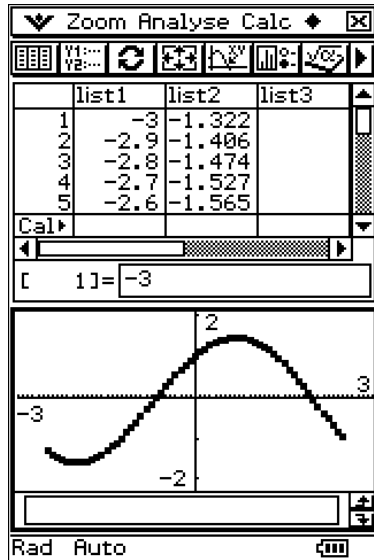 Zoom Analyse Calc
Y1:
Y2:
list1 list2 list3
1 -3 -1.322
2 -2.9 -1.406
3 -2.8 -1.474
4 -2.7 -1.527
5 -2.6 -1.565
Cal
[ 1]= -3
2
3
-3
-2
Rad Auto